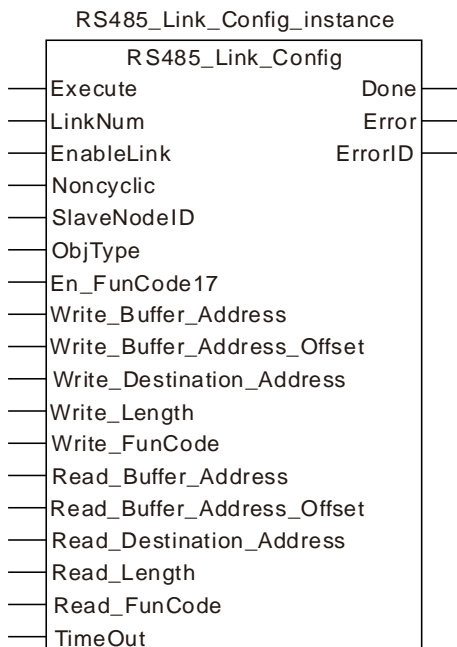 RS485_Link_Config_instance
RS485_Link_Config
Execute Done
LinkNum Error
EnableLink ErrorID
Noncyclic
SlaveNodeID
ObjType
En_FunCode17
Write_Buffer_Address
Write_Buffer_Address_Offset
Write_Destination_Address
Write_Length
Write_FunCode
Read_Buffer_Address
Read_Buffer_Address_Offset
Read_Destination_Address
Read_Length
Read_FunCode
TimeOut